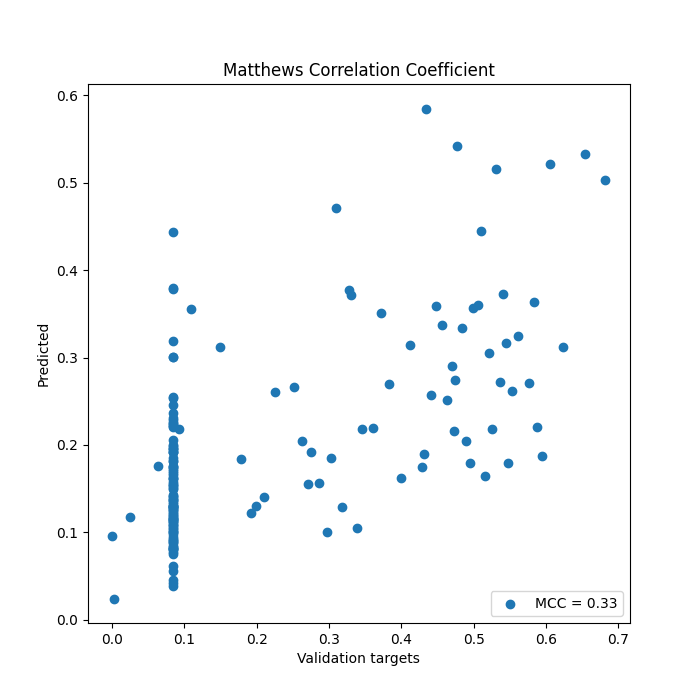 Matthews Correlation Coefficient
0.6
0.5
0.4
0.3
0.2
0.1
0.0
Predicted
MCC = 0.33
0.0 0.1 0.2 0.3 0.4 0.5 0.6 0.7
Validation targets